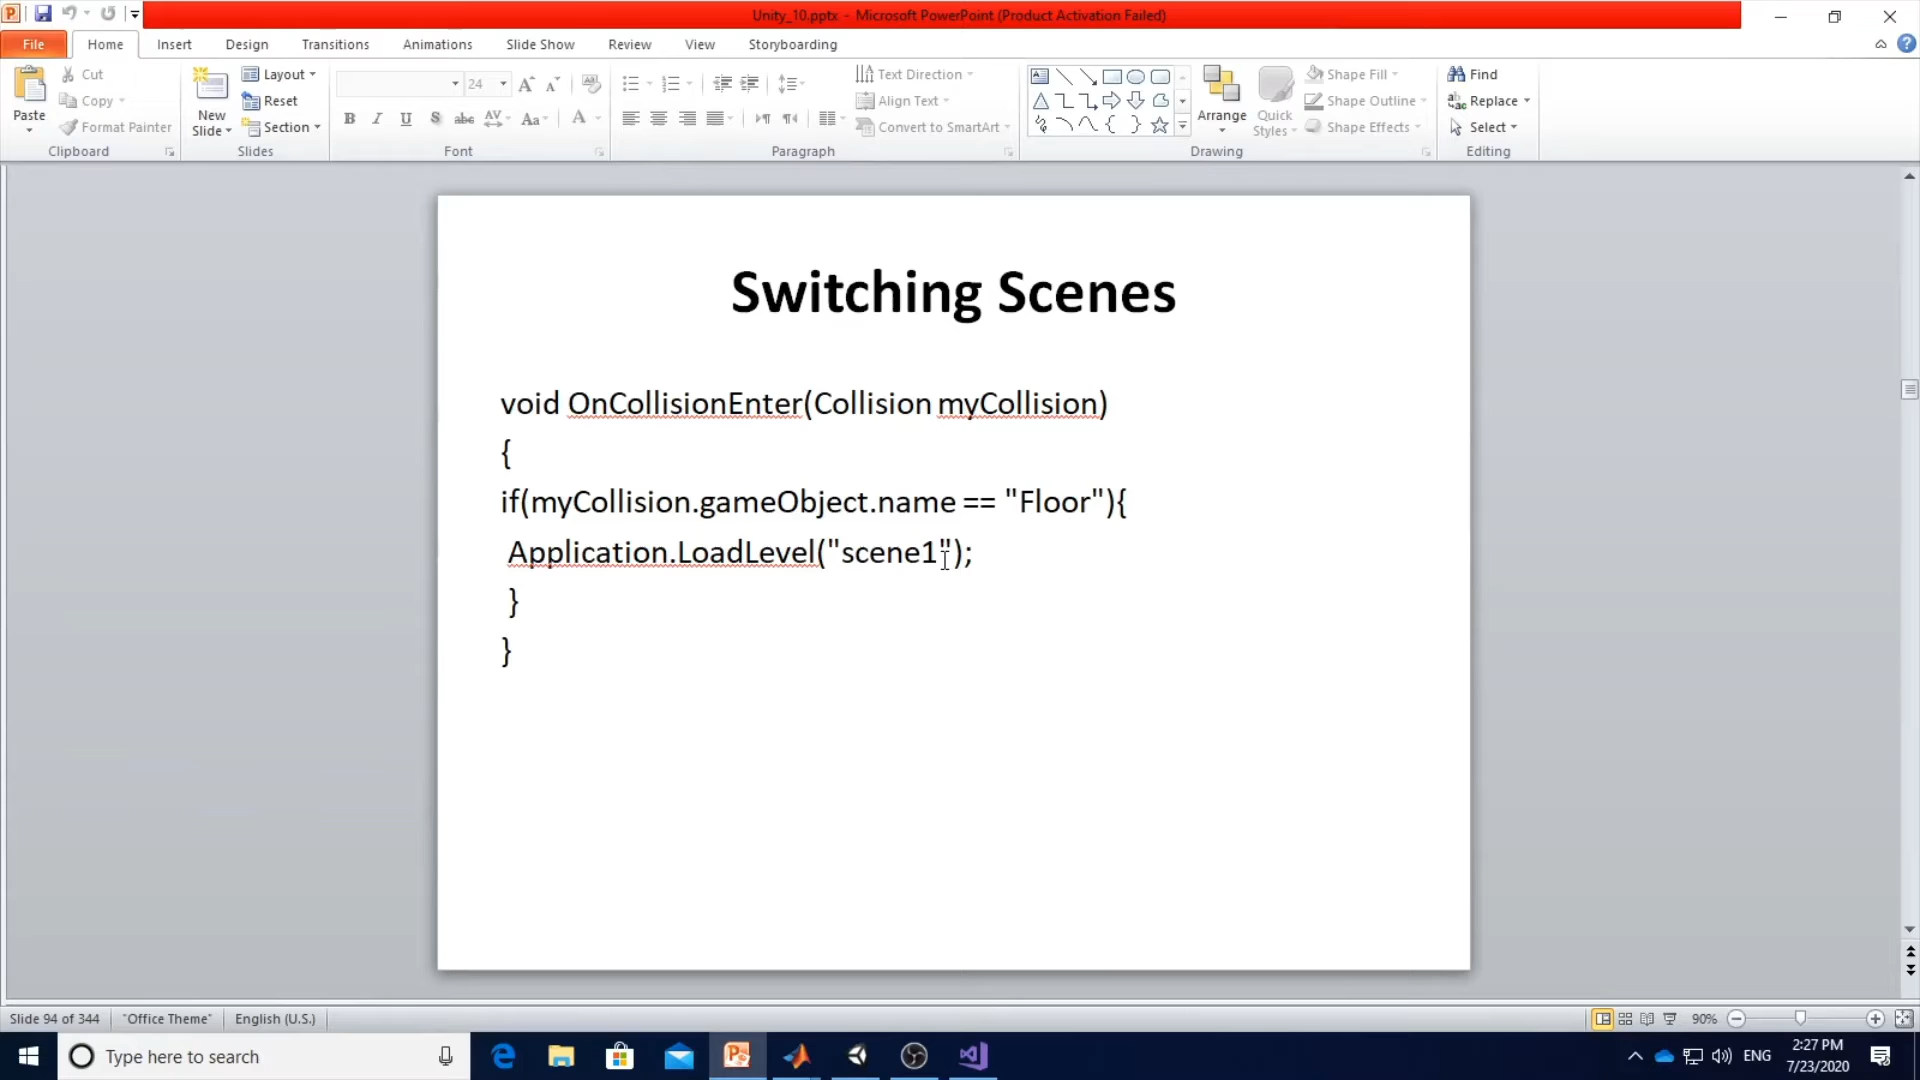 Unity_10.pptx - Microsoft PowerPoint (Product Activation Failed)
File Home Insert Design Transitions Animations Slide Show Review View Storyboarding
Paste
Cut
Copy
Format Painter
Clipboard
New Slide
Layout
Reset
Section
Slides
24
Font
Text Direction
Align Text
Convert to SmartArt
Paragraph
Arrange
Quick Styles
Shape Fill
Shape Outline
Shape Effects
Drawing
Find
Replace
Select
Editing
Switching Scenes
void OnCollisionEnter(Collision myCollision)
{
if(myCollision.gameObject.name == "Floor"){
Application.LoadLevel("scene1");
}
}
Slide 94 of 344 "Office Theme" English (U.S.) 90%
Type here to search
ENG
2:27 PM
7/23/2020